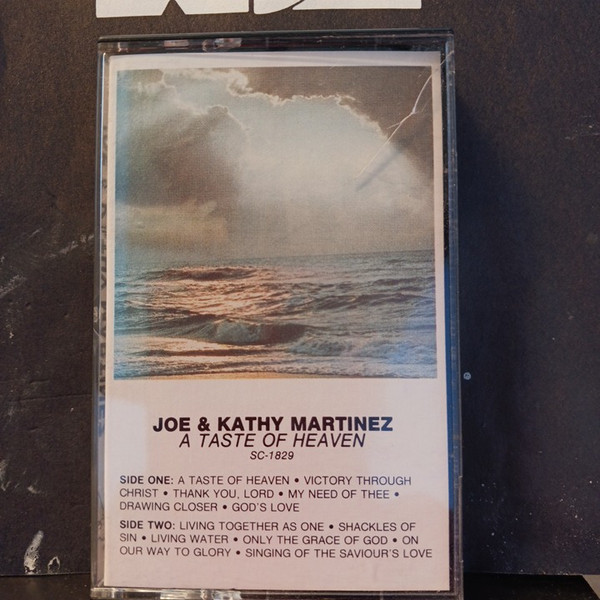 JOE & KATHY MARTINEZ
A TASTE OF HEAVEN
SC-1829
SIDE ONE: A TASTE OF HEAVEN • VICTORY THROUGH
CHRIST • THANK YOU, LORD • MY NEED OF THEE •
DRAWING CLOSER • GOD'S LOVE
SIDE TWO: LIVING TOGETHER AS ONE • SHACKLES OF
SIN • LIVING WATER • ONLY THE GRACE OF GOD • ON
OUR WAY TO GLORY • SINGING OF THE SAVIOUR'S LOVE